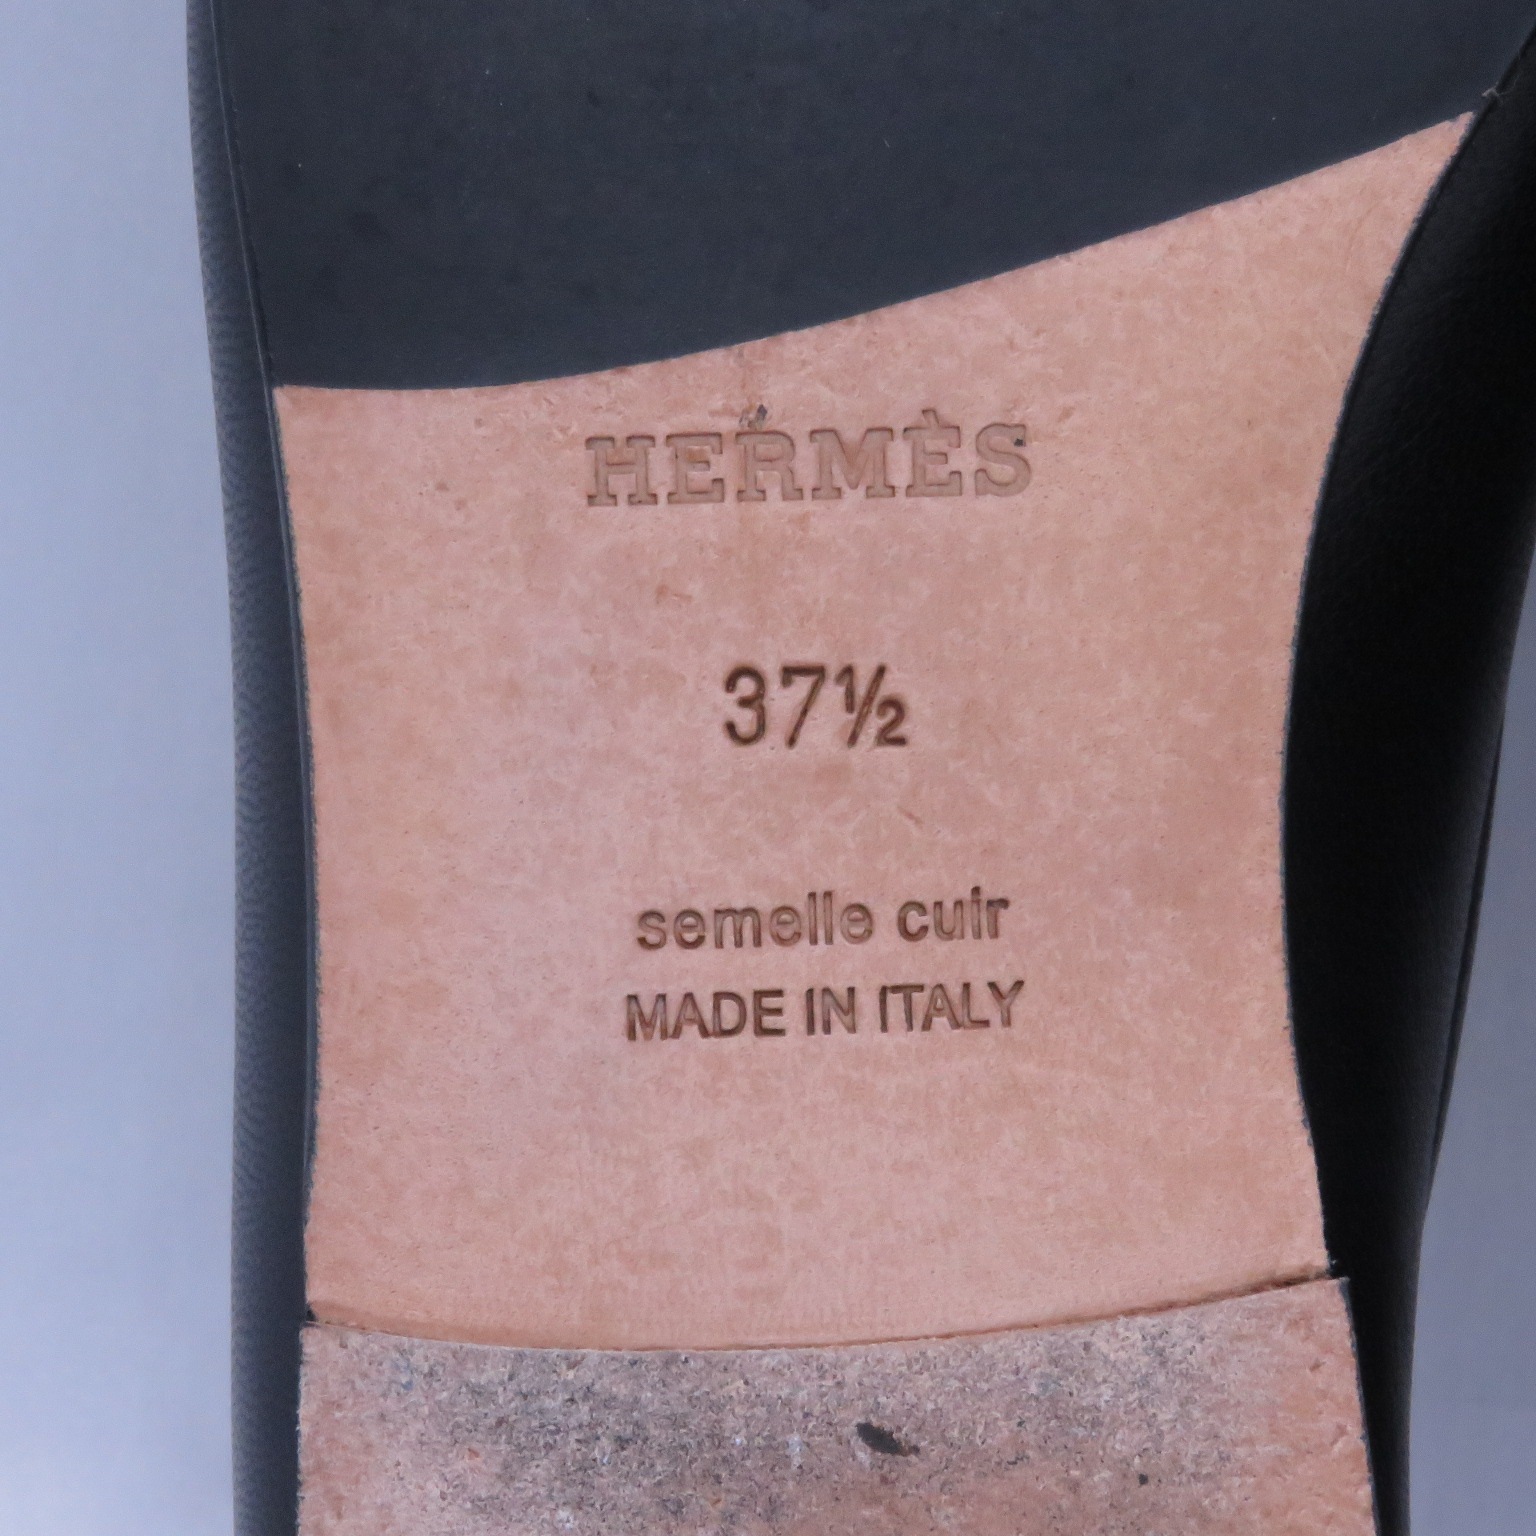 HERMÈS
37½
semelle cuir
MADE IN ITALY